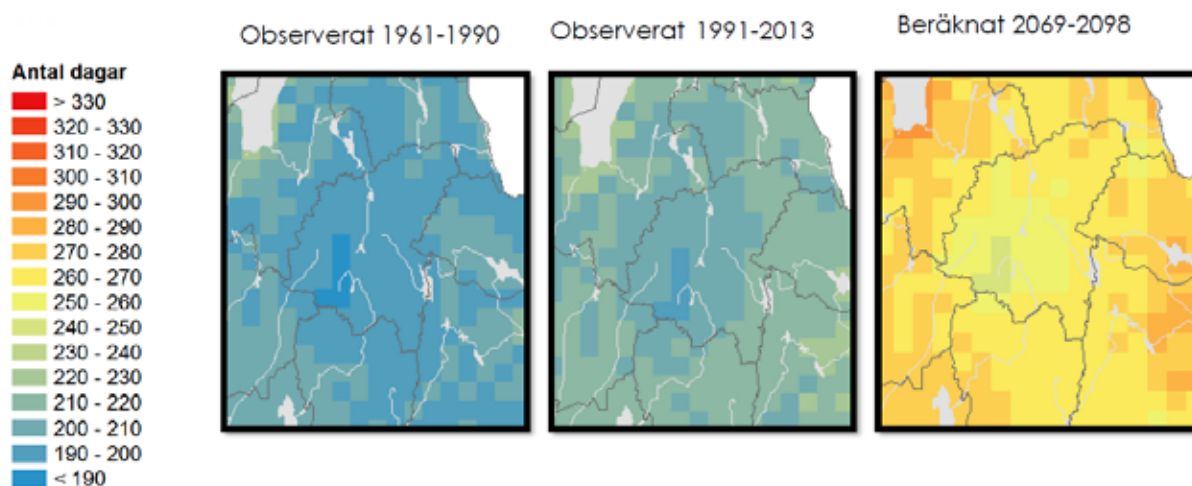 Observerat 1961-1990
Observerat 1991-2013
Beräknat 2069-2098
Antal dagar
> 330
320 - 330
310 - 320
300 - 310
290 - 300
280 - 290
270 - 280
260 - 270
250 - 260
240 - 250
230 - 240
220 - 230
210 - 220
200 - 210
190 - 200
< 190